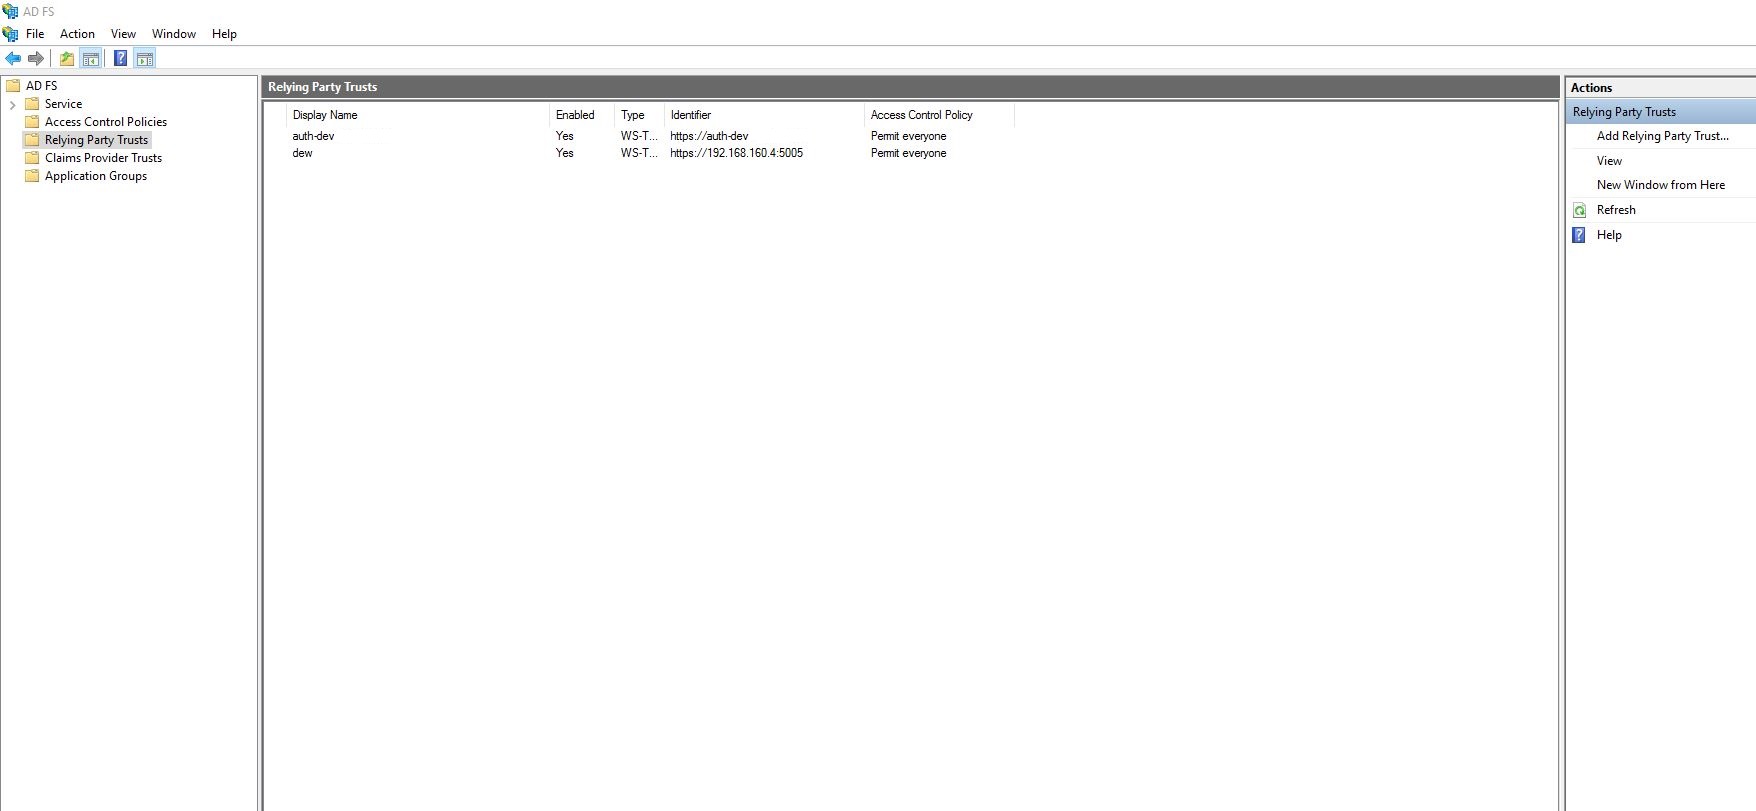 AD FS
File Action View Window Help
AD FS
Service
Access Control Policies
Relying Party Trusts
Claims Provider Trusts
Application Groups
Relying Party Trusts
Display Name Enabled Type Identifier Access Control Policy
auth-dev Yes WS-T... https://auth-dev Permit everyone
dew Yes WS-T... https://192.168.160.4:5005 Permit everyone
Actions
Relying Party Trusts
Add Relying Party Trust...
View
New Window from Here
Refresh
Help